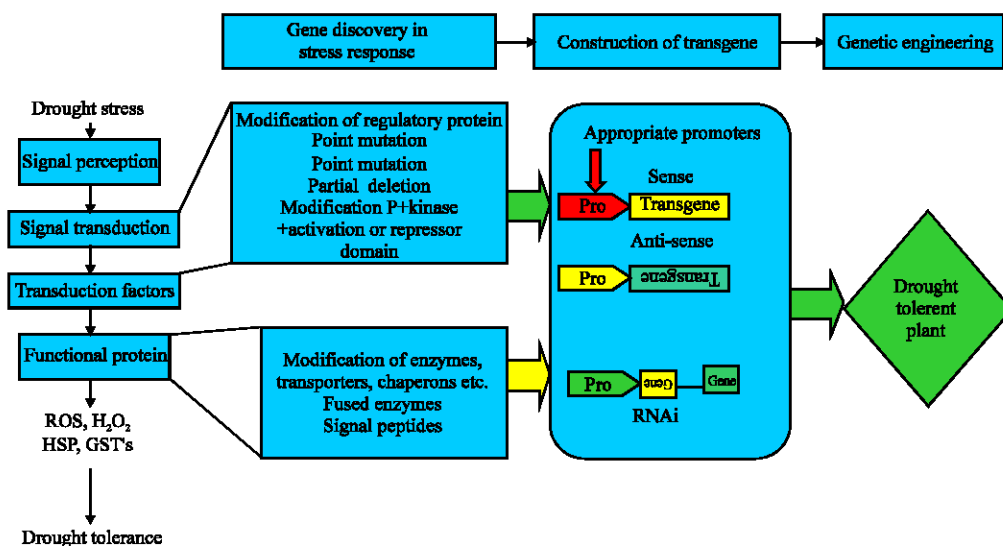 Gene discovery in
stress response
Construction of transgene
Genetic engineering
Drought stress
Signal perception
Signal transduction
Transduction factors
Functional protein
ROS, H₂O₂
HSP, GST's
Drought tolerance
Modification of regulatory protein
Point mutation
Point mutation
Partial deletion
Modification P+kinase
+activation or repressor
domain
Modification of enzymes,
transporters, chaperons etc.
Fused enzymes
Signal peptides
Appropriate promoters
Sense
Pro Transgene
Anti-sense
Pro Transgene
Pro Gene Gene
RNAi
Drought
tolerent
plant